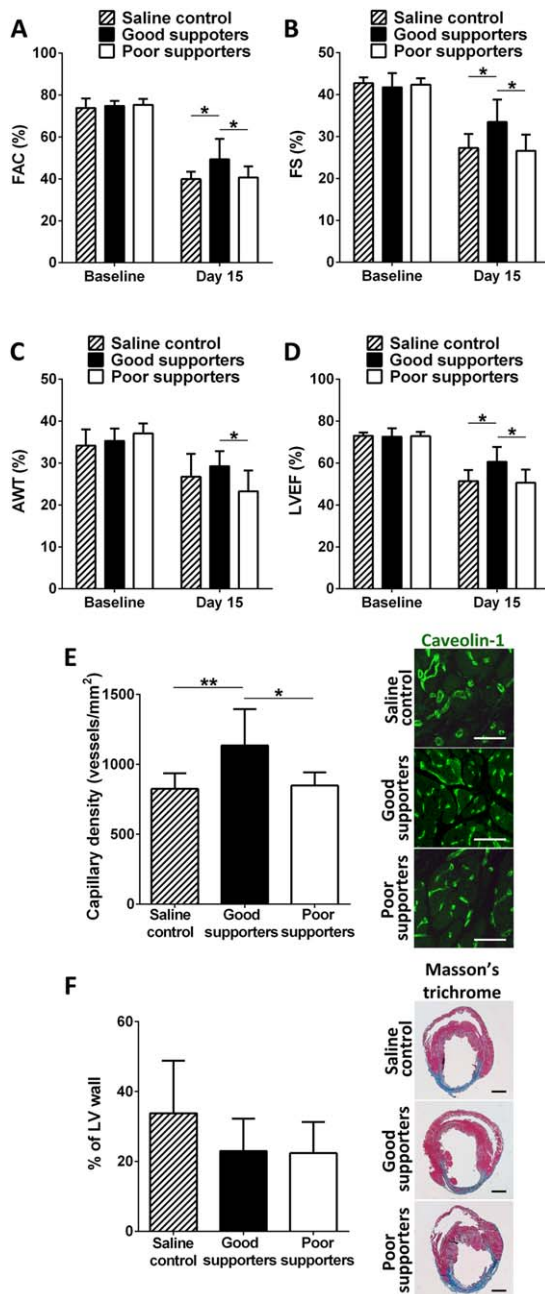 A
Saline control
Good suppoters
Poor supporters
FAC (%)
100
80
60
40
20
0
*
*
Baseline
Day 15
B
Saline control
Good supporters
Poor supporters
FS (%)
50
40
30
20
10
0
*
*
Baseline
Day 15
C
Saline control
Good supporters
Poor supporters
AWT (%)
50
40
30
20
10
0
*
Baseline
Day 15
D
Saline control
Good supporters
Poor supporters
LVEF (%)
100
80
60
40
20
0
*
*
Baseline
Day 15
E
Capillary density (vessels/mm²)
1500
1000
500
0
**
*
Saline control
Good supporters
Poor supporters
Caveolin-1
Saline control
Good supporters
Poor supporters
F
% of LV wall
60
40
20
0
Saline control
Good supporters
Poor supporters
Masson's
trichrome
Saline control
Good supporters
Poor supporters